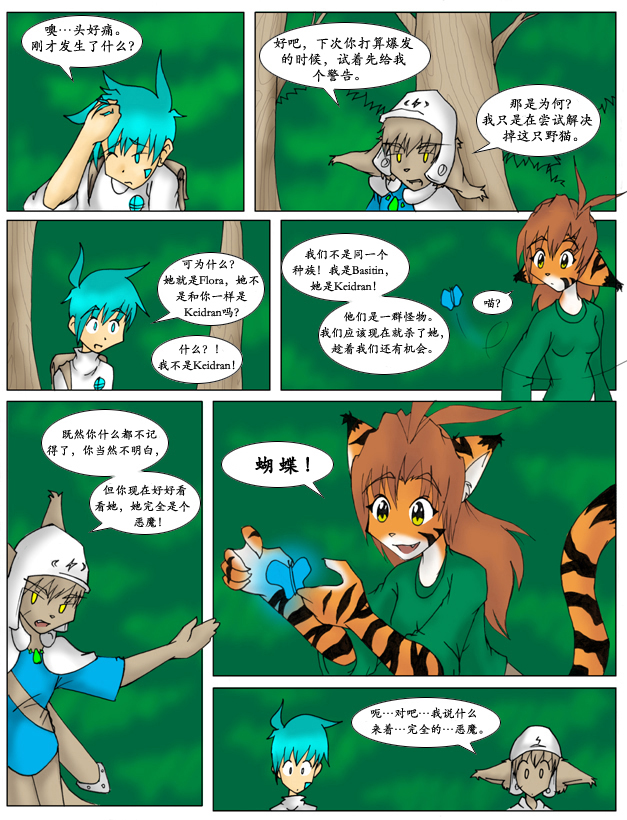 噢…头好痛。
刚才发生了什么？
好吧，下次你打算爆发
的时候，试着先给我
个警告。
那是为何？
我只是在尝试解决
掉这只野猫。
可为什么？
她就是Flora，她不
是和你一样是
Keidran吗？
什么？！
我不是Keidran！
我们不是同一个
种族！我是Basitin，
她是Keidran！
他们是一群怪物。
我们应该现在就杀了她，
趁着我们还有机会。
喵？
既然你什么都不记
得了，你当然不明白，
但你现在好好看
看她，她完全是个
恶魔！
蝴蝶！
呃…对吧…我说什么
来着…完全的…恶魔。